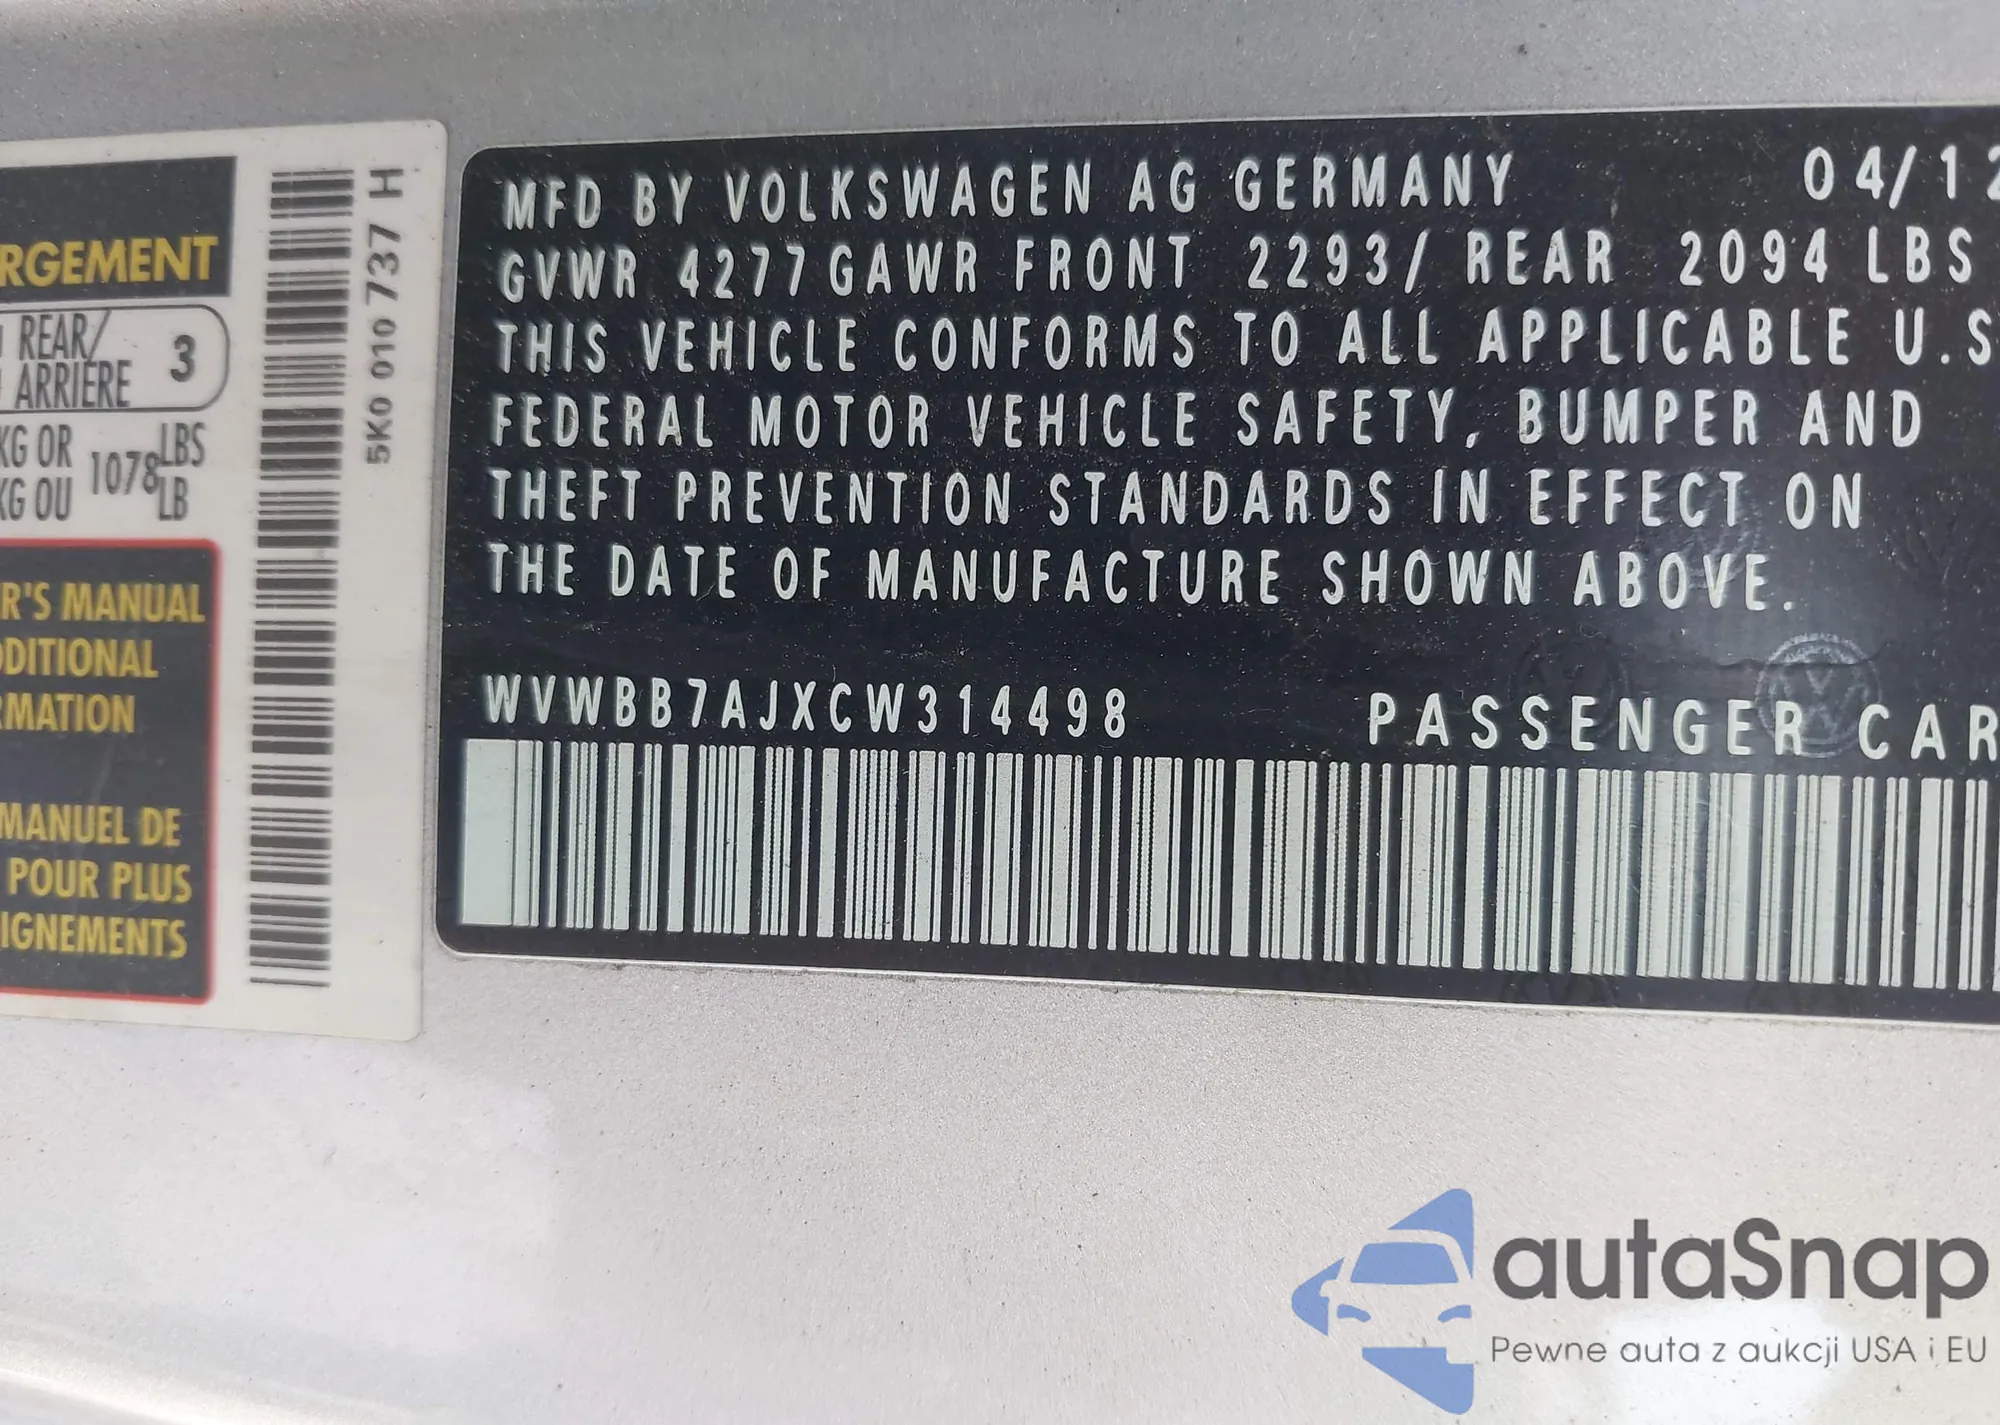 RGEMENT
REAR/ 3
ARRIÈRE
KG OR 1078 LBS
KG OU LB
R'S MANUAL
DDITIONAL
RMATION
MANUEL DE
POUR PLUS
IGNEMENTS
5K0 010 737 H
MFD BY VOLKSWAGEN AG GERMANY 04/12
GVWR 4277 GAWR FRONT 2293/ REAR 2094 LBS
THIS VEHICLE CONFORMS TO ALL APPLICABLE U.S
FEDERAL MOTOR VEHICLE SAFETY, BUMPER AND
THEFT PREVENTION STANDARDS IN EFFECT ON
THE DATE OF MANUFACTURE SHOWN ABOVE.
WVWBB7AJXCW314498 PASSENGER CAR
autaSnap
Pewne auta z aukcji USA i EU